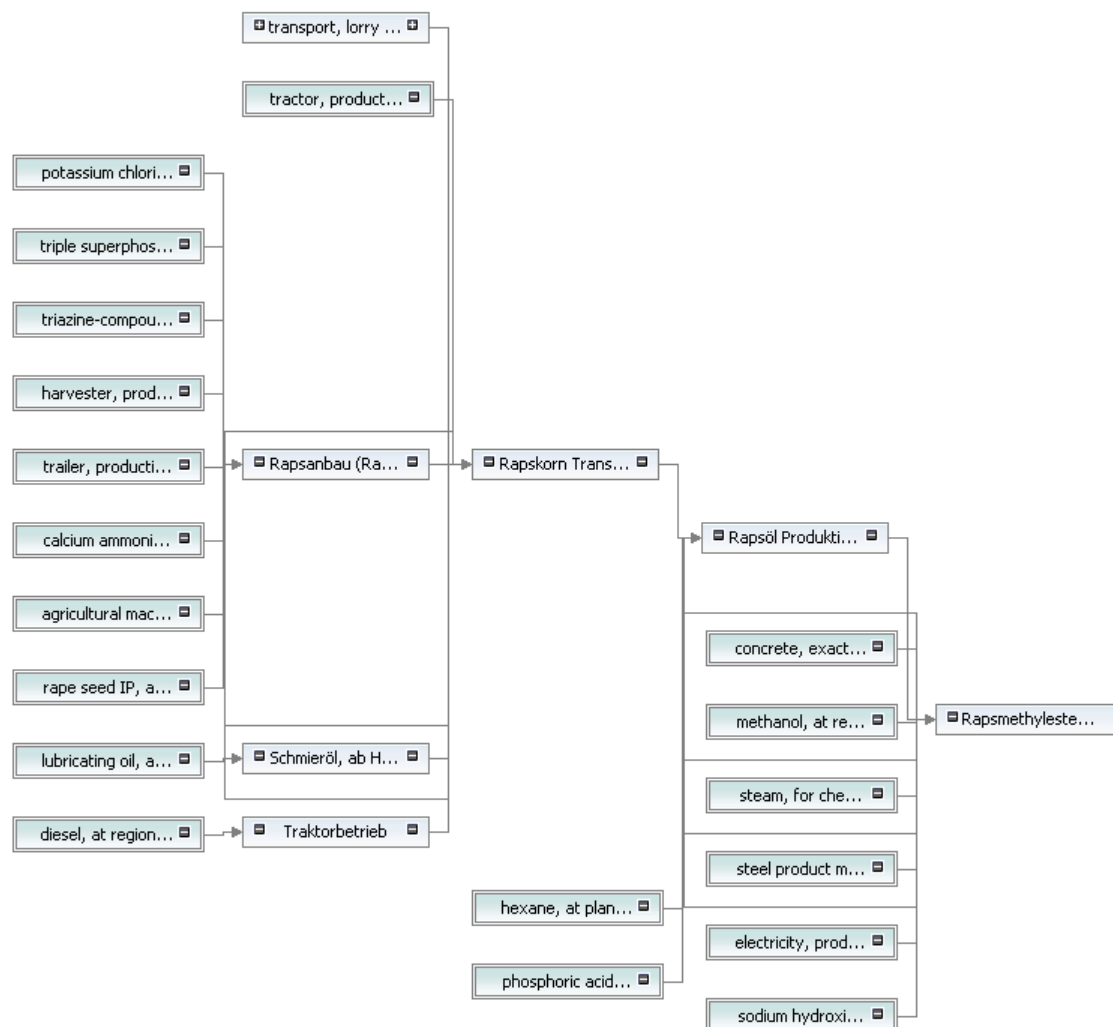 transport, lorry ...
tractor, product...
potassium chlori...
triple superphos...
triazine-compou...
harvester, prod...
trailer, producti...
Rapsanbau (Ra...
Rapskorn Trans...
calcium ammoni...
Rapsöl Produkti...
agricultural mac...
concrete, exact...
rape seed IP, a...
methanol, at re...
Rapsmethyleste...
lubricating oil, a...
Schmieröl, ab H...
steam, for che...
diesel, at region...
Traktorbetrieb
steel product m...
hexane, at plan...
electricity, prod...
phosphoric acid...
sodium hydroxi...